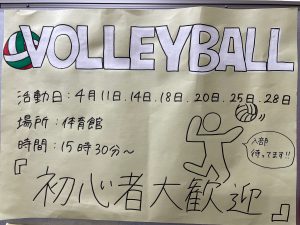 VOLLEYBALL
活動日:4月11日.14日.18日.20日.25日.28日
場所:体育館
時間:15時30分~
入部
待ってます!!
『初心者大歓迎』